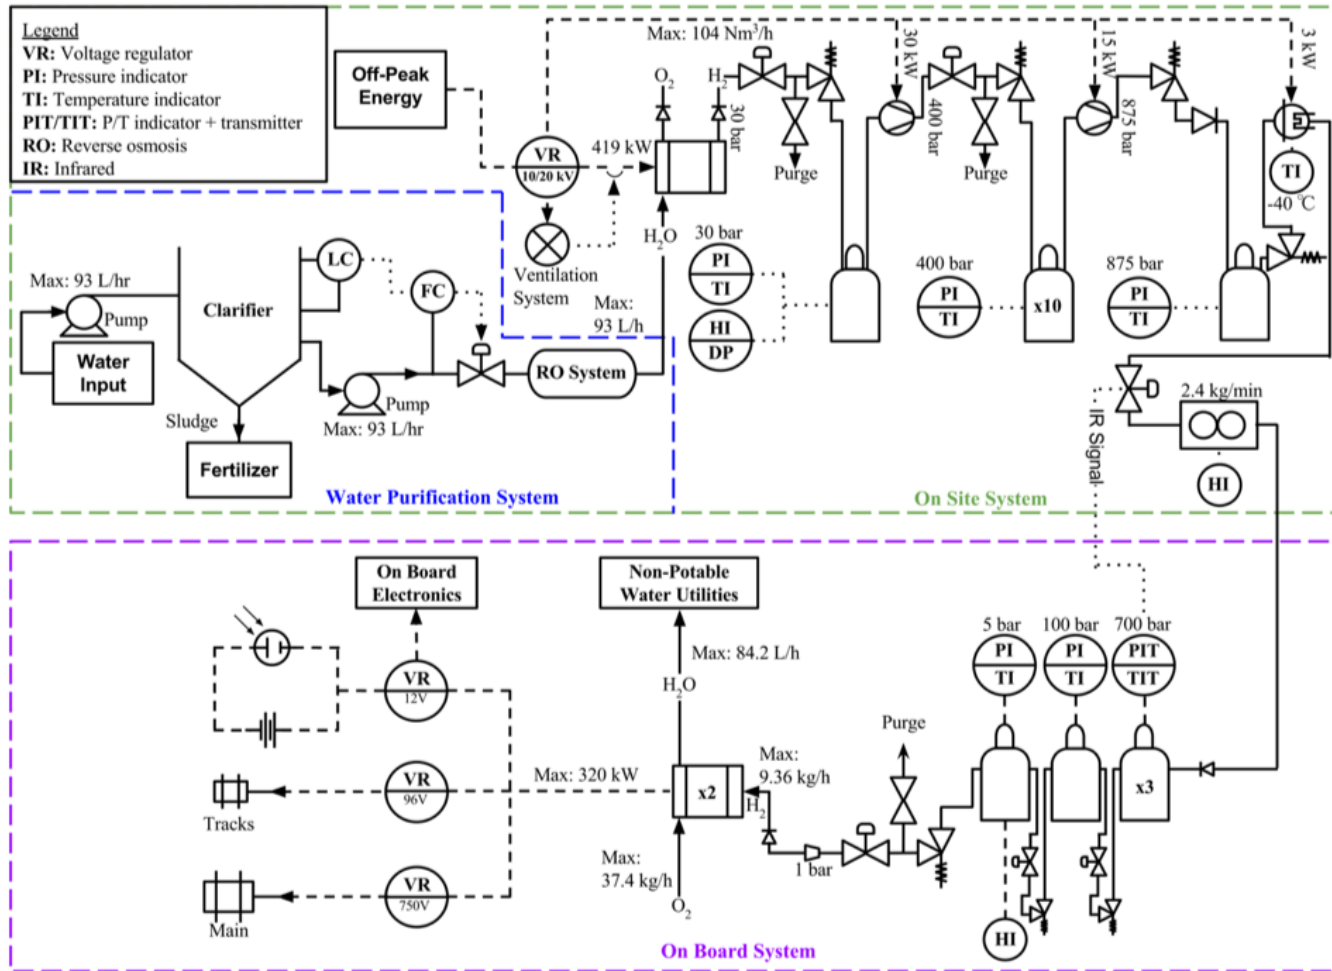 Legend
VR: Voltage regulator
PI: Pressure indicator
TI: Temperature indicator
PIT/TIT: P/T indicator + transmitter
RO: Reverse osmosis
IR: Infrared
Off-Peak
Energy
VR
10/20 kV
419 kW
Ventilation
System
O₂
H₂
30 bar
H₂O
Max:
93 L/h
Max: 104 Nm³/h
Purge
30 kW
400 bar
Purge
15 kW
875 bar
3 kW
TI
-40 °C
30 bar
PI
TI
HI
DP
400 bar
PI
TI
x10
875 bar
PI
TI
Max: 93 L/hr
Pump
Water
Input
Clarifier
LC
FC
Sludge
Fertilizer
Pump
Max: 93 L/hr
RO System
Water Purification System
IR Signal
2.4 kg/min
HI
On Site System
On Board
Electronics
Non-Potable
Water Utilities
VR
12V
VR
96V
VR
750V
Tracks
Main
Max: 320 kW
Max: 84.2 L/h
H₂O
x2
Max:
9.36 kg/h
H₂
Max:
37.4 kg/h
O₂
1 bar
Purge
5 bar
PI
TI
100 bar
PI
TI
700 bar
PIT
TIT
x3
HI
On Board System